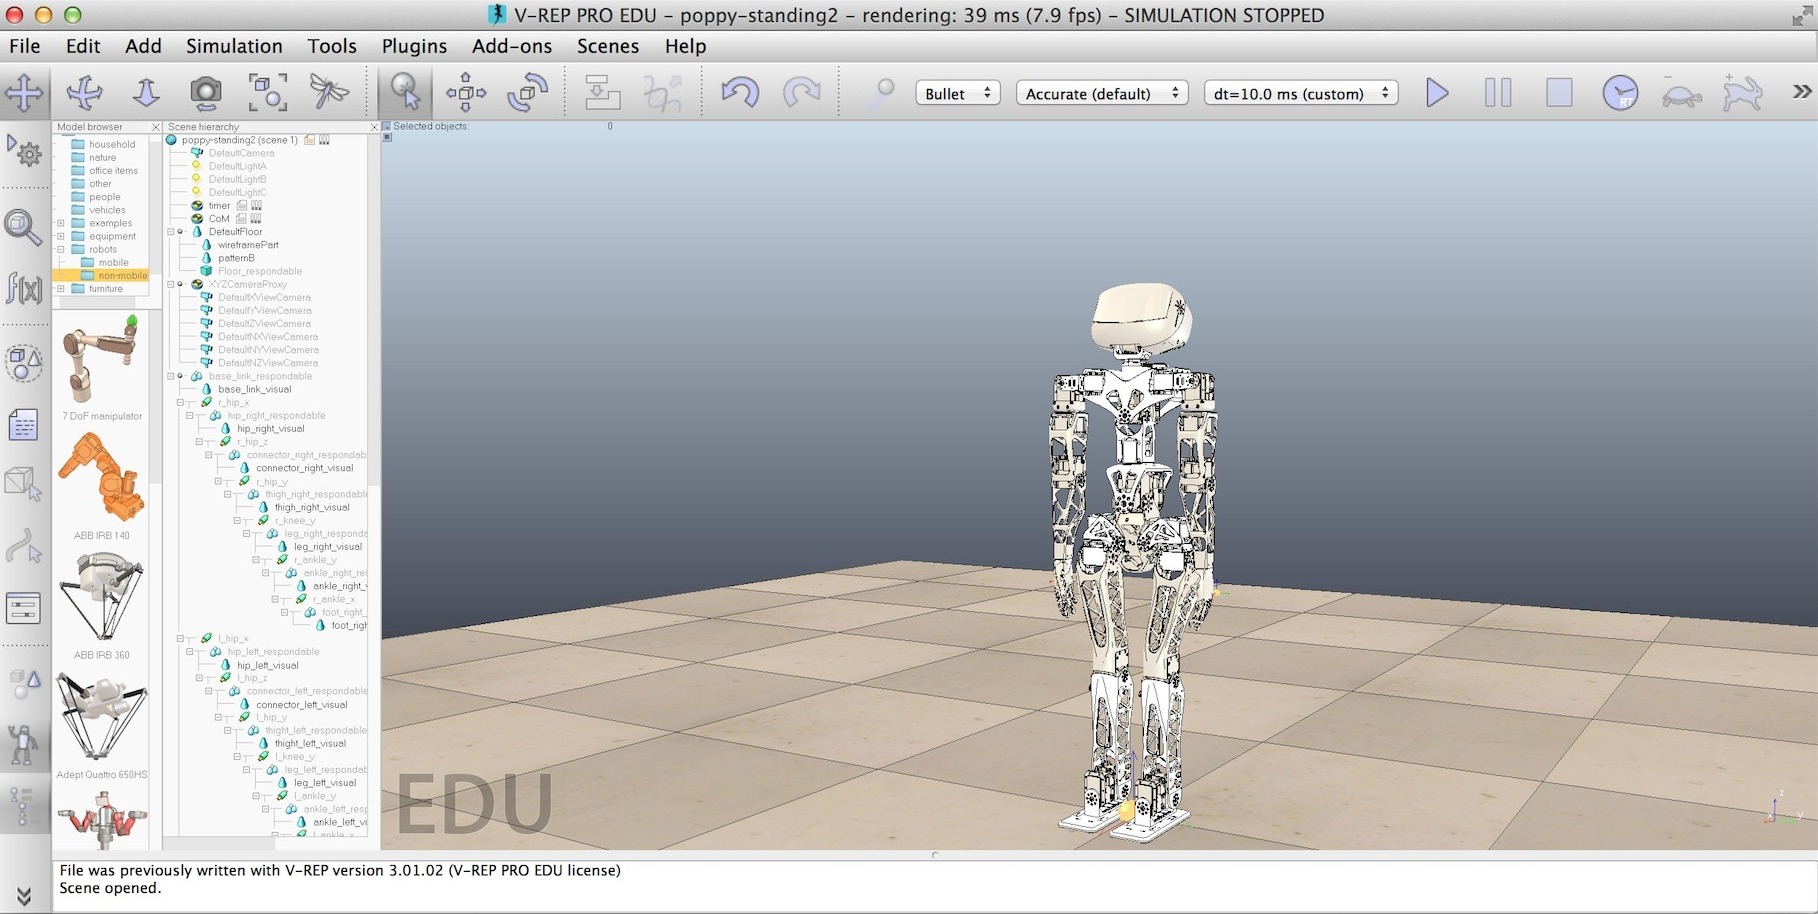 V-REP PRO EDU - poppy-standing2 - rendering: 39 ms (7.9 fps) - SIMULATION STOPPED
File Edit Add Simulation Tools Plugins Add-ons Scenes Help
Bullet Accurate (default) dt=10.0 ms (custom)
RT
Model browser
household
nature
office items
other
people
vehicles
examples
equipment
robots
mobile
non-mobile
furniture
7 DoF manipulator
ABB IRB 140
ABB IRB 360
Adept Quattro 650HS
Scene hierarchy
poppy-standing2 (scene 1)
DefaultCamera
DefaultLightA
DefaultLightB
DefaultLightC
timer
CoM
DefaultFloor
wireframePart
patternB
Floor_respondable
XYZCameraProxy
DefaultXViewCamera
DefaultYViewCamera
DefaultZViewCamera
DefaultNXViewCamera
DefaultNYViewCamera
DefaultNZViewCamera
base_link_respondable
base_link_visual
r_hip_x
hip_right_respondable
hip_right_visual
r_hip_z
connector_right_respondab
connector_right_visual
r_hip_y
thigh_right_respondable
thigh_right_visual
r_knee_y
leg_right_respondable
leg_right_visual
r_ankle_y
ankle_right_res
ankle_right_v
r_ankle_x
foot_right_
foot_righ
l_hip_x
hip_left_respondable
hip_left_visual
l_hip_z
connector_left_respondable
connector_left_visual
l_hip_y
thight_left_respondable
thight_left_visual
l_knee_y
leg_left_respondab
leg_left_visual
l_ankle_y
ankle_left_resp
ankle_left_vi
l_ankle_x
Selected objects: 0
EDU
z
x y
File was previously written with V-REP version 3.01.02 (V-REP PRO EDU license)
Scene opened.